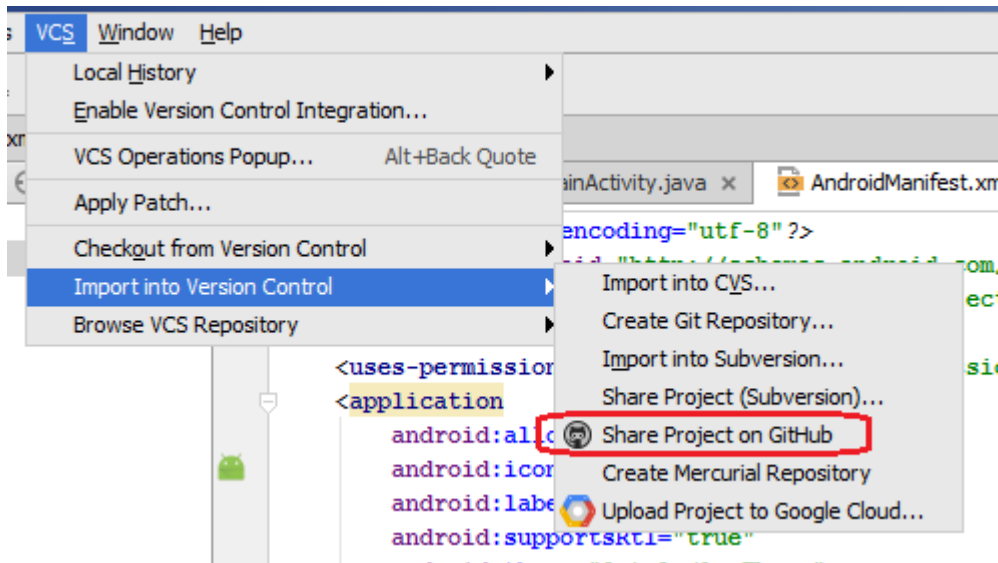 VCS Window Help
Local History
Enable Version Control Integration...
VCS Operations Popup... Alt+Back Quote
Apply Patch...
Checkout from Version Control
Import into Version Control
Browse VCS Repository
ainActivity.java × AndroidManifest.xm
encoding="utf-8"?>
Import into CVS...
Create Git Repository...
Import into Subversion...
Share Project (Subversion)...
Share Project on GitHub
Create Mercurial Repository
Upload Project to Google Cloud...
<uses-permission
<application
android:allo
android:icon
android:labe
android:supportsRtl="true"